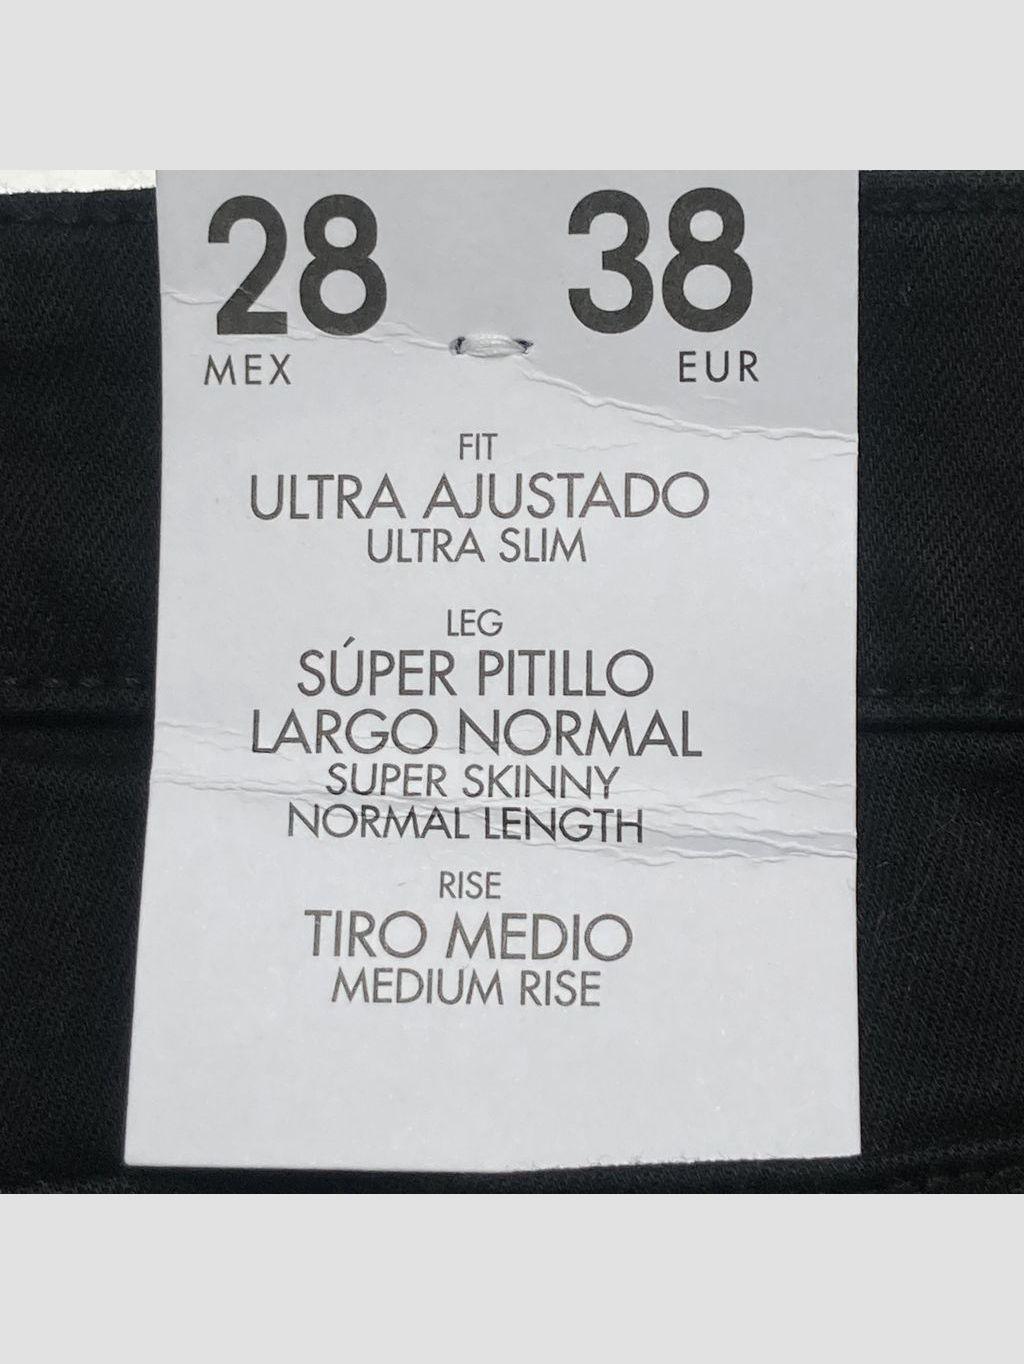 28 38
MEX EUR
FIT
ULTRA AJUSTADO
ULTRA SLIM
LEG
SÚPER PITILLO
LARGO NORMAL
SUPER SKINNY
NORMAL LENGTH
RISE
TIRO MEDIO
MEDIUM RISE